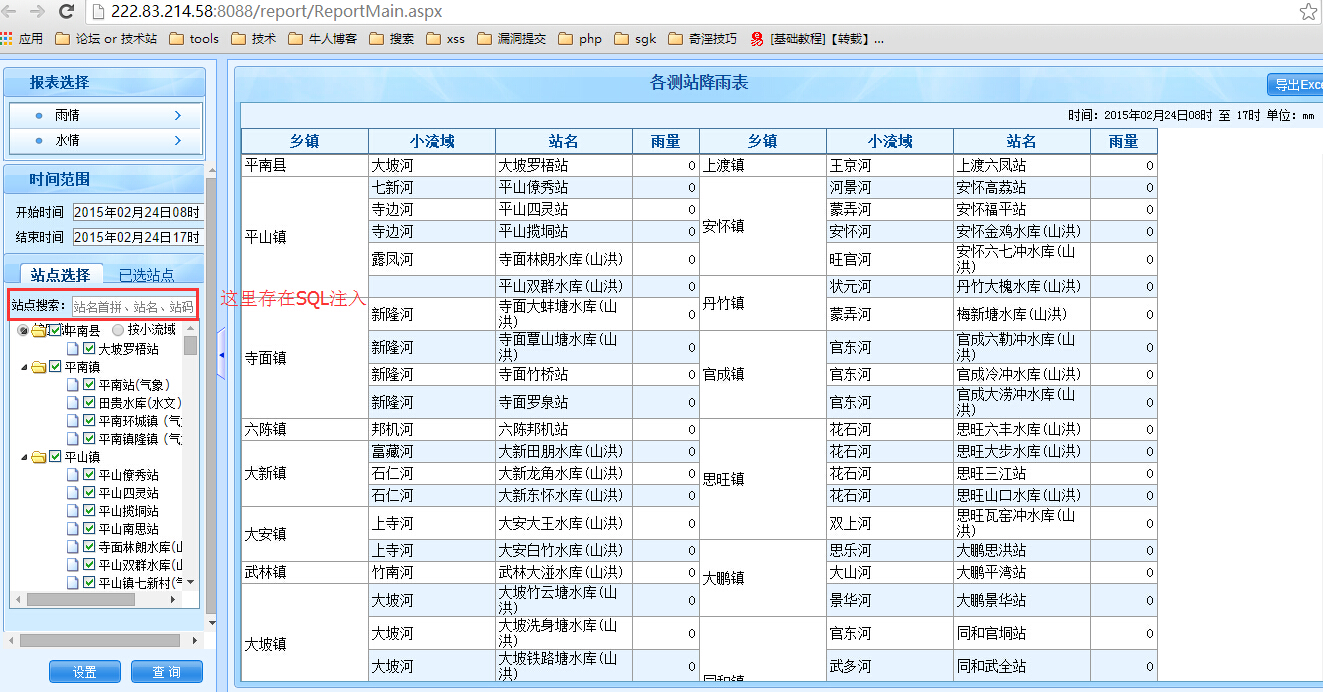 222.83.214.58:8088/report/ReportMain.aspx
应用 论坛 or 技术站 tools 技术 牛人博客 搜索 xss 漏洞提交 php sgk 奇淫技巧 [基础教程]【转载】...
报表选择
雨情
水情
时间范围
开始时间 2015年02月24日08时
结束时间 2015年02月24日17时
站点选择 已选站点
站点搜索: 站名首拼、站名、站码
这里存在SQL注入
平南县 按小流域
大坡罗梧站
平南镇
平南站(气象)
田贵水库(水文)
平南环城镇 (气
平南镇隆镇 (气
平山镇
平山僚秀站
平山四灵站
平山揽垌站
平山南思站
寺面林朗水库(山
平山双群水库(山
平山镇七新村(气
设置 查询
各测站降雨表
导出Exce
时间: 2015年02月24日08时 至 17时 单位: mm
乡镇 小流域 站名 雨量 乡镇 小流域 站名 雨量
平南县 大坡河 大坡罗梧站 0 上渡镇 王京河 上渡六凤站 0
平山镇 七新河 平山僚秀站 0 安怀镇 河景河 安怀高荔站 0
寺边河 平山四灵站 0 蒙弄河 安怀福平站 0
寺边河 平山揽垌站 0 安怀河 安怀金鸡水库(山洪) 0
露凤河 寺面林朗水库(山洪) 0 旺官河 安怀六七冲水库(山洪) 0
寺面镇 平山双群水库(山洪) 0 丹竹镇 状元河 丹竹大槐水库(山洪) 0
新隆河 寺面大蚌塘水库(山洪) 0 蒙弄河 梅新塘水库(山洪) 0
新隆河 寺面覃山塘水库(山洪) 0 官成镇 官东河 官成六勒冲水库(山洪) 0
新隆河 寺面竹桥站 0 官东河 官成冷冲水库(山洪) 0
新隆河 寺面罗泉站 0 官东河 官成大涝冲水库(山洪) 0
六陈镇 邦机河 六陈邦机站 0 思旺镇 花石河 思旺六丰水库(山洪) 0
大新镇 富藏河 大新田朋水库(山洪) 0 花石河 思旺大步水库(山洪) 0
石仁河 大新龙角水库(山洪) 0 花石河 思旺三江站 0
石仁河 大新东怀水库(山洪) 0 花石河 思旺山口水库(山洪) 0
大安镇 上寺河 大安大王水库(山洪) 0 双上河 思旺瓦窑冲水库(山洪) 0
上寺河 大安白竹水库(山洪) 0 大鹏镇 思乐河 大鹏思洪站 0
武林镇 竹南河 武林大湴水库(山洪) 0 大山河 大鹏平湾站 0
大坡镇 大坡河 大坡竹云塘水库(山洪) 0 景华河 大鹏景华站 0
大坡河 大坡洗身塘水库(山洪) 0 同和镇 官东河 同和官垌站 0
大坡河 大坡铁路塘水库(山洪) 0 武多河 同和武全站 0